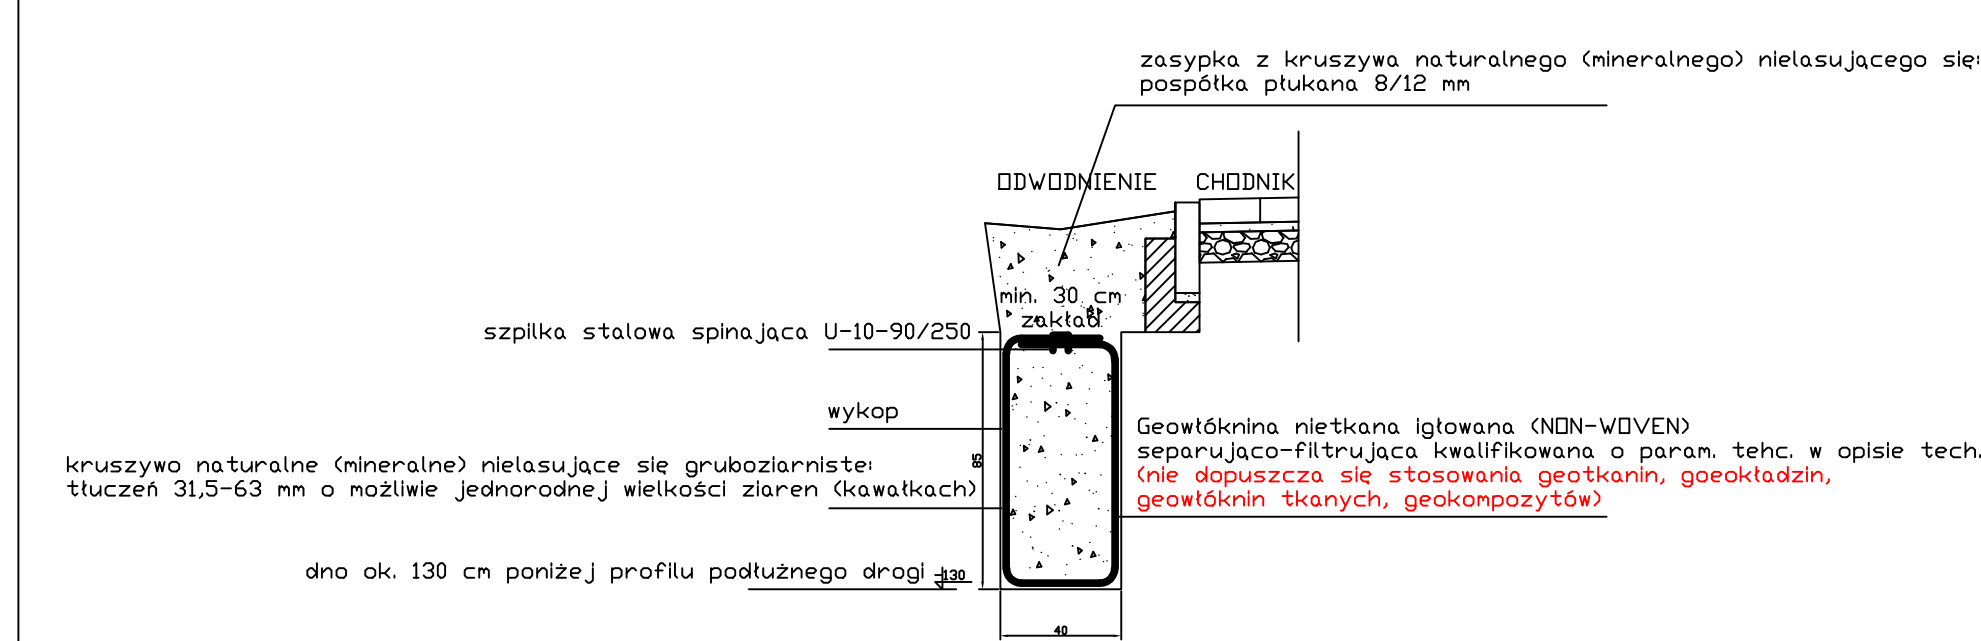 zasypka z kruszywa naturalnego (mineralnego) nielasującego się:
pospółka płukana 8/12 mm
ODWODNIENIE
CHODNIK
min. 30 cm
zakład
szpilka stalowa spinająca U-10-90/250
wykop
Geowłóknina nietkana igłowana (NON-WOVEN)
separująco-filtrująca kwalifikowana o param. tehc. w opisie tech.
(nie dopuszcza się stosowania geotkanin, goeokładzin,
geowłóknin tkanych, geokompozytów)
kruszywo naturalne (mineralne) nielasujące się gruboziarniste:
tłuczeń 31,5-63 mm o możliwie jednorodnej wielkości ziaren (kawałkach)
85
dno ok. 130 cm poniżej profilu podłużnego drogi
-130
40